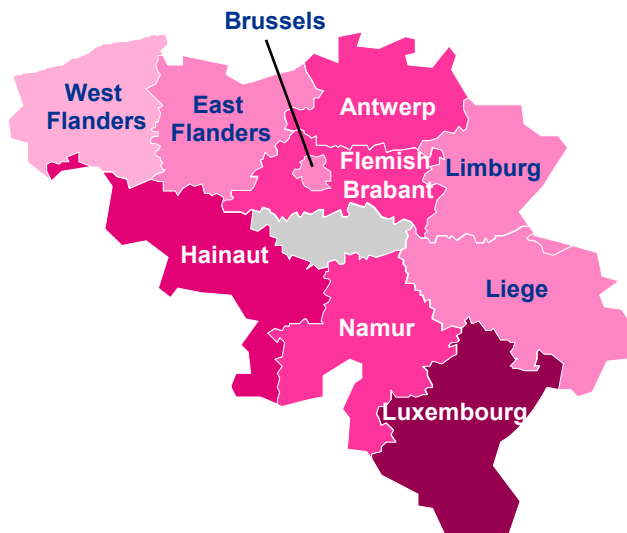 Brussels
West
Flanders
East
Flanders
Antwerp
Flemish
Brabant
Limburg
Hainaut
Liege
Namur
Luxembourg